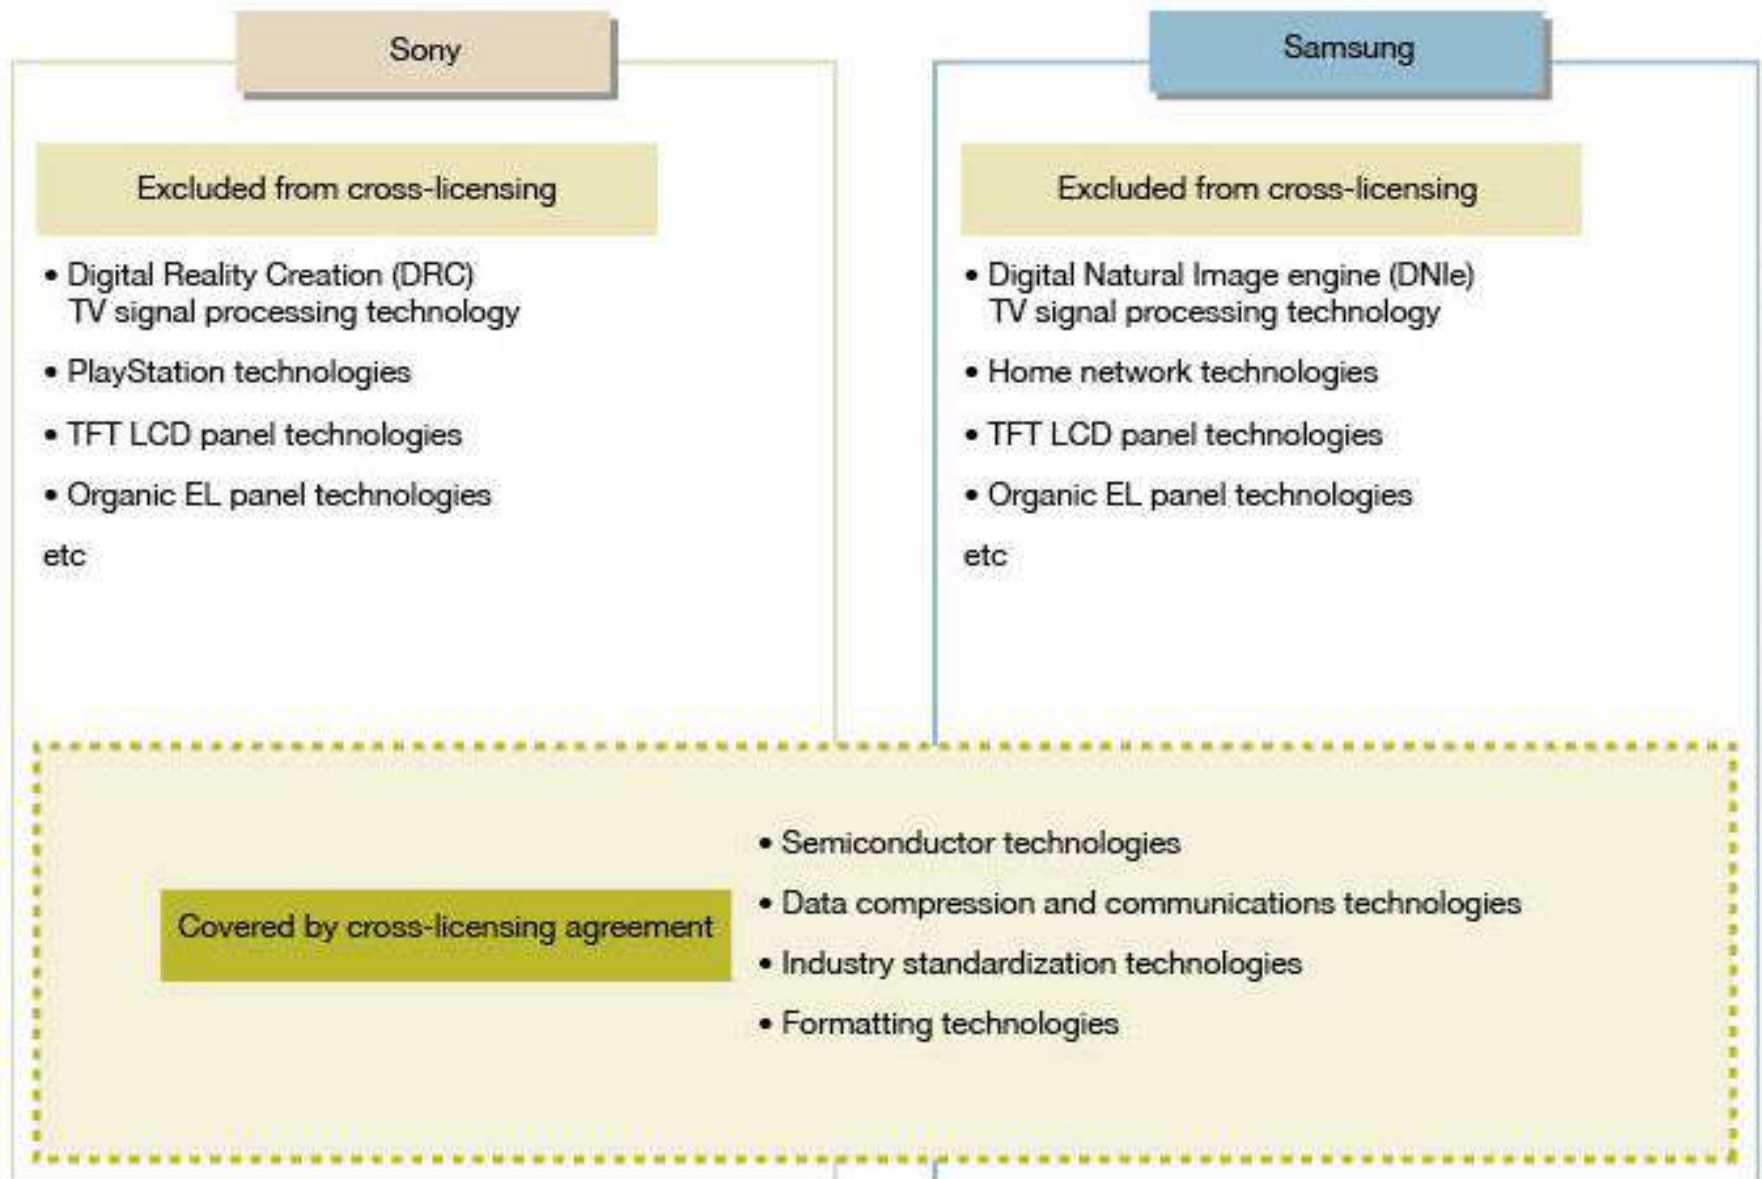 Sony
Excluded from cross-licensing
• Digital Reality Creation (DRC)
TV signal processing technology
• PlayStation technologies
• TFT LCD panel technologies
• Organic EL panel technologies
etc
Samsung
Excluded from cross-licensing
• Digital Natural Image engine (DNIe)
TV signal processing technology
• Home network technologies
• TFT LCD panel technologies
• Organic EL panel technologies
etc
Covered by cross-licensing agreement
• Semiconductor technologies
• Data compression and communications technologies
• Industry standardization technologies
• Formatting technologies